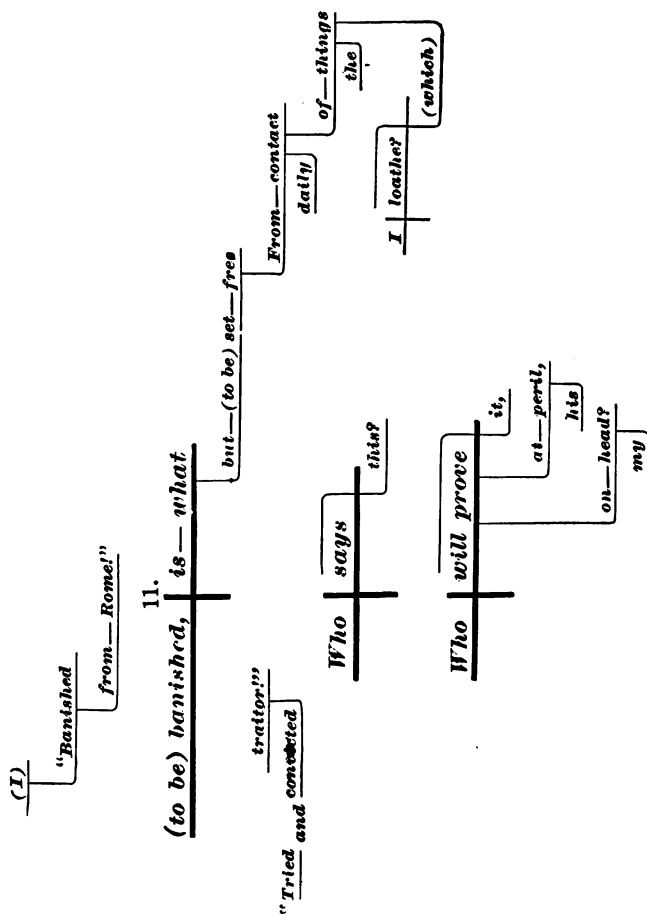 (I)
"Banished
from—Rome!"
11.
(to be) banished, is—what
but—(to be) set—free
From—contact
daily
of—things
the
(which)
I loathe?
traitor!"
"Tried and convicted
Who says
this?
Who will prove
it,
at—peril,
his
on—head?
my